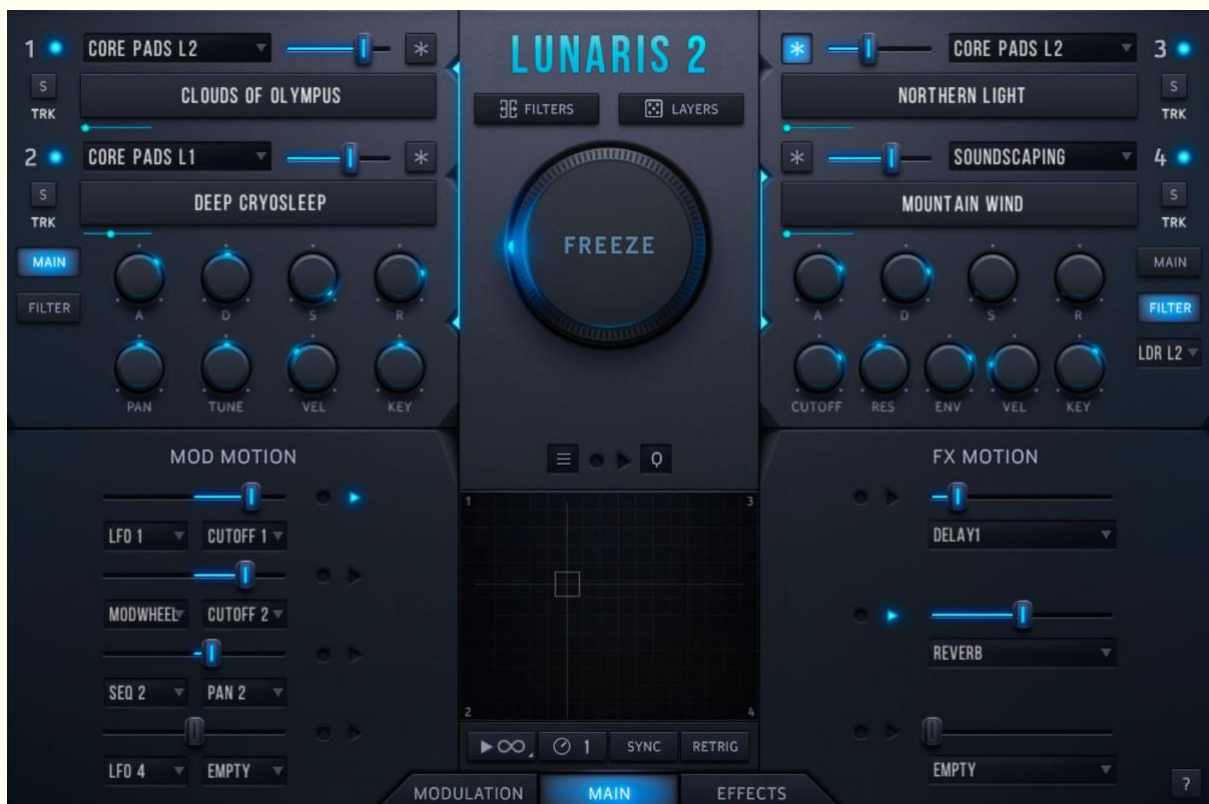 LUNARIS 2
FILTERS LAYERS
FREEZE
1 CORE PADS L2
S
TRK
CLOUDS OF OLYMPUS
2 CORE PADS L1
S
TRK
DEEP CRYOSLEEP
MAIN
FILTER
A D S R
PAN TUNE VEL KEY
CORE PADS L2 3
NORTHERN LIGHT
S
TRK
SOUNDSCAPING 4
MOUNTAIN WIND
S
TRK
MAIN
FILTER
LDR L2
A D S R
CUTOFF RES ENV VEL KEY
MOD MOTION
LFO 1 CUTOFF 1
MODWHEEL CUTOFF 2
SEQ 2 PAN 2
LFO 4 EMPTY
1 3
2 4
1 SYNC RETRIG
FX MOTION
DELAY1
REVERB
EMPTY
MODULATION MAIN EFFECTS
?